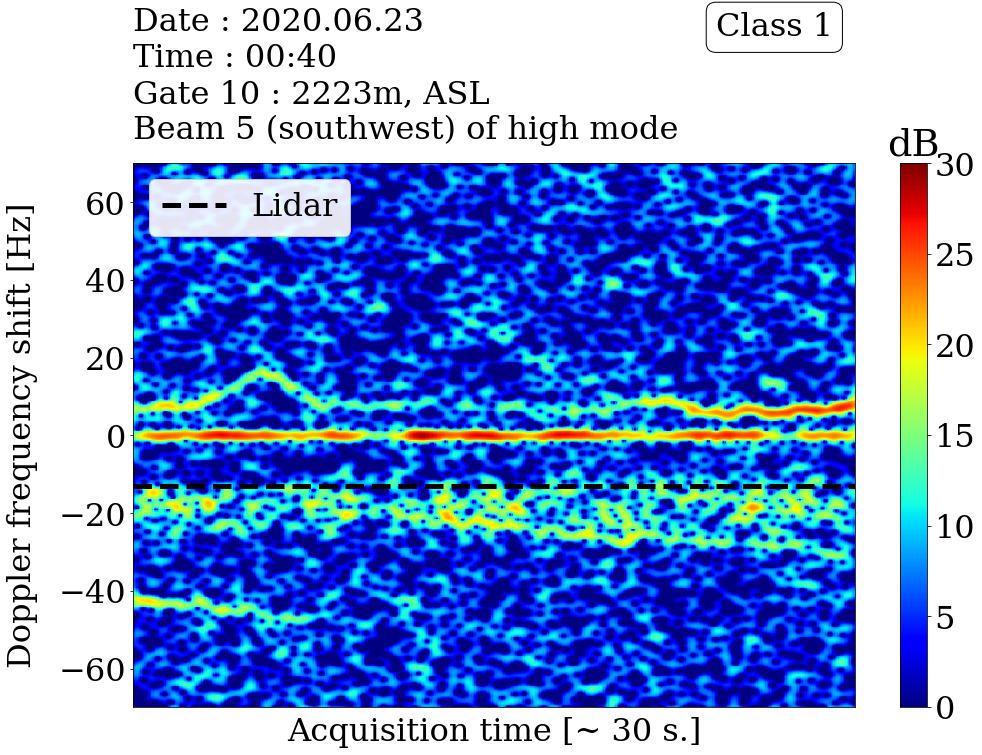 Date : 2020.06.23
Time : 00:40
Gate 10 : 2223m, ASL
Beam 5 (southwest) of high mode
Class 1
dB
Lidar
Doppler frequency shift [Hz]
60
40
20
0
−20
−40
−60
30
25
20
15
10
5
0
Acquisition time [~ 30 s.]